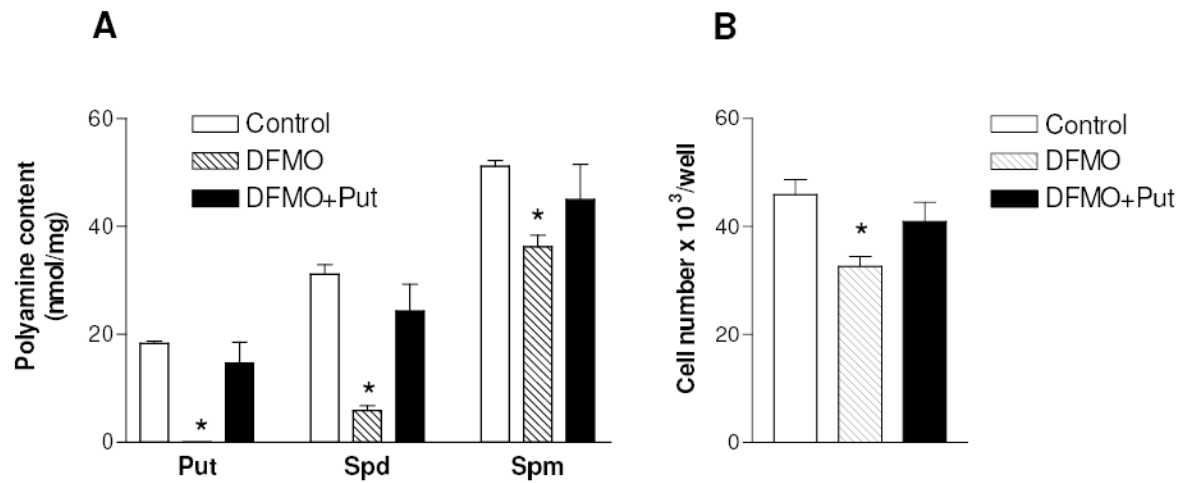 A
Polyamine content
(nmol/mg)
60
40
20
0
Control
DFMO
DFMO+Put
*
*
*
Put
Spd
Spm
B
Cell number x 10³/well
60
40
20
0
*
Control
DFMO
DFMO+Put